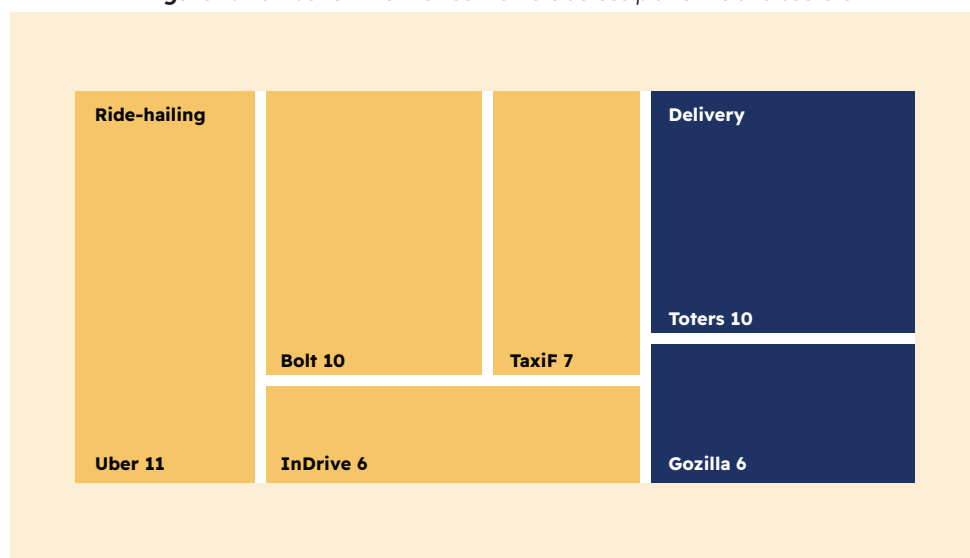 Ride-hailing
Uber 11
Bolt 10
TaxiF 7
InDrive 6
Delivery
Toters 10
Gozilla 6